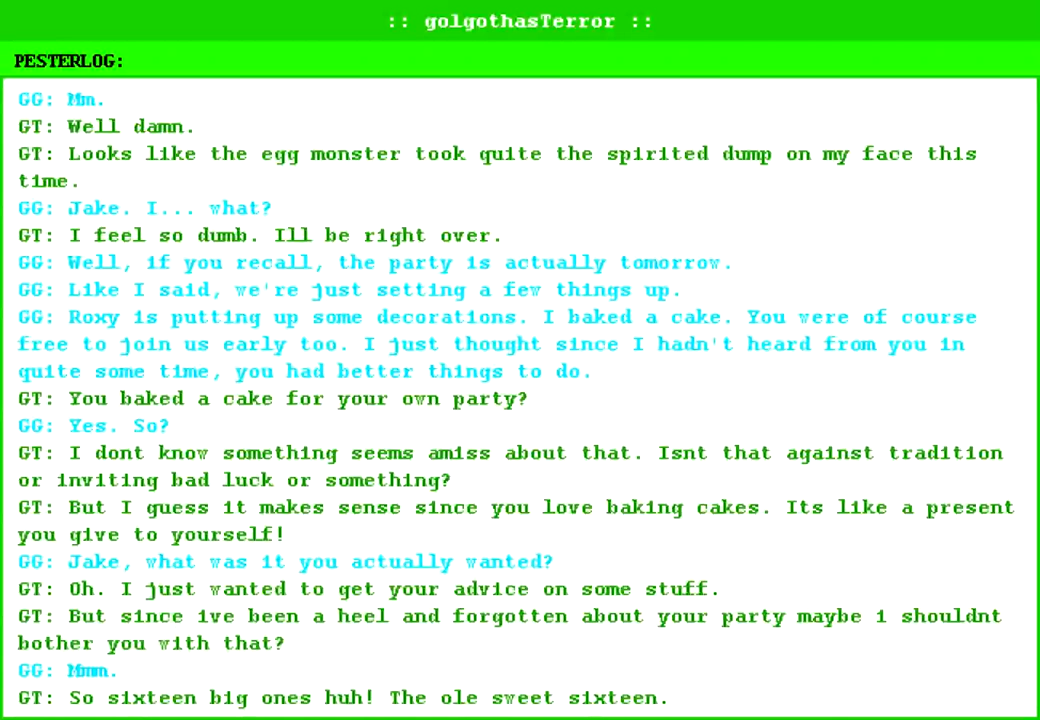 :: golgothasTerror ::
PESTERLOG:
GG: Mm.
GT: Well damn.
GT: Looks like the egg monster took quite the spirited dump on my face this
time.
GG: Jake. I... what?
GT: I feel so dumb. Ill be right over.
GG: Well, if you recall, the party is actually tomorrow.
GG: Like I said, we're just setting a few things up.
GG: Roxy is putting up some decorations. I baked a cake. You were of course
free to join us early too. I just thought since I hadn't heard from you in
quite some time, you had better things to do.
GT: You baked a cake for your own party?
GG: Yes. So?
GT: I dont know something seems amiss about that. Isnt that against tradition
or inviting bad luck or something?
GT: But I guess it makes sense since you love baking cakes. Its like a present
you give to yourself!
GG: Jake, what was it you actually wanted?
GT: Oh. I just wanted to get your advice on some stuff.
GT: But since ive been a heel and forgotten about your party maybe i shouldnt
bother you with that?
GG: Mmm.
GT: So sixteen big ones huh! The ole sweet sixteen.